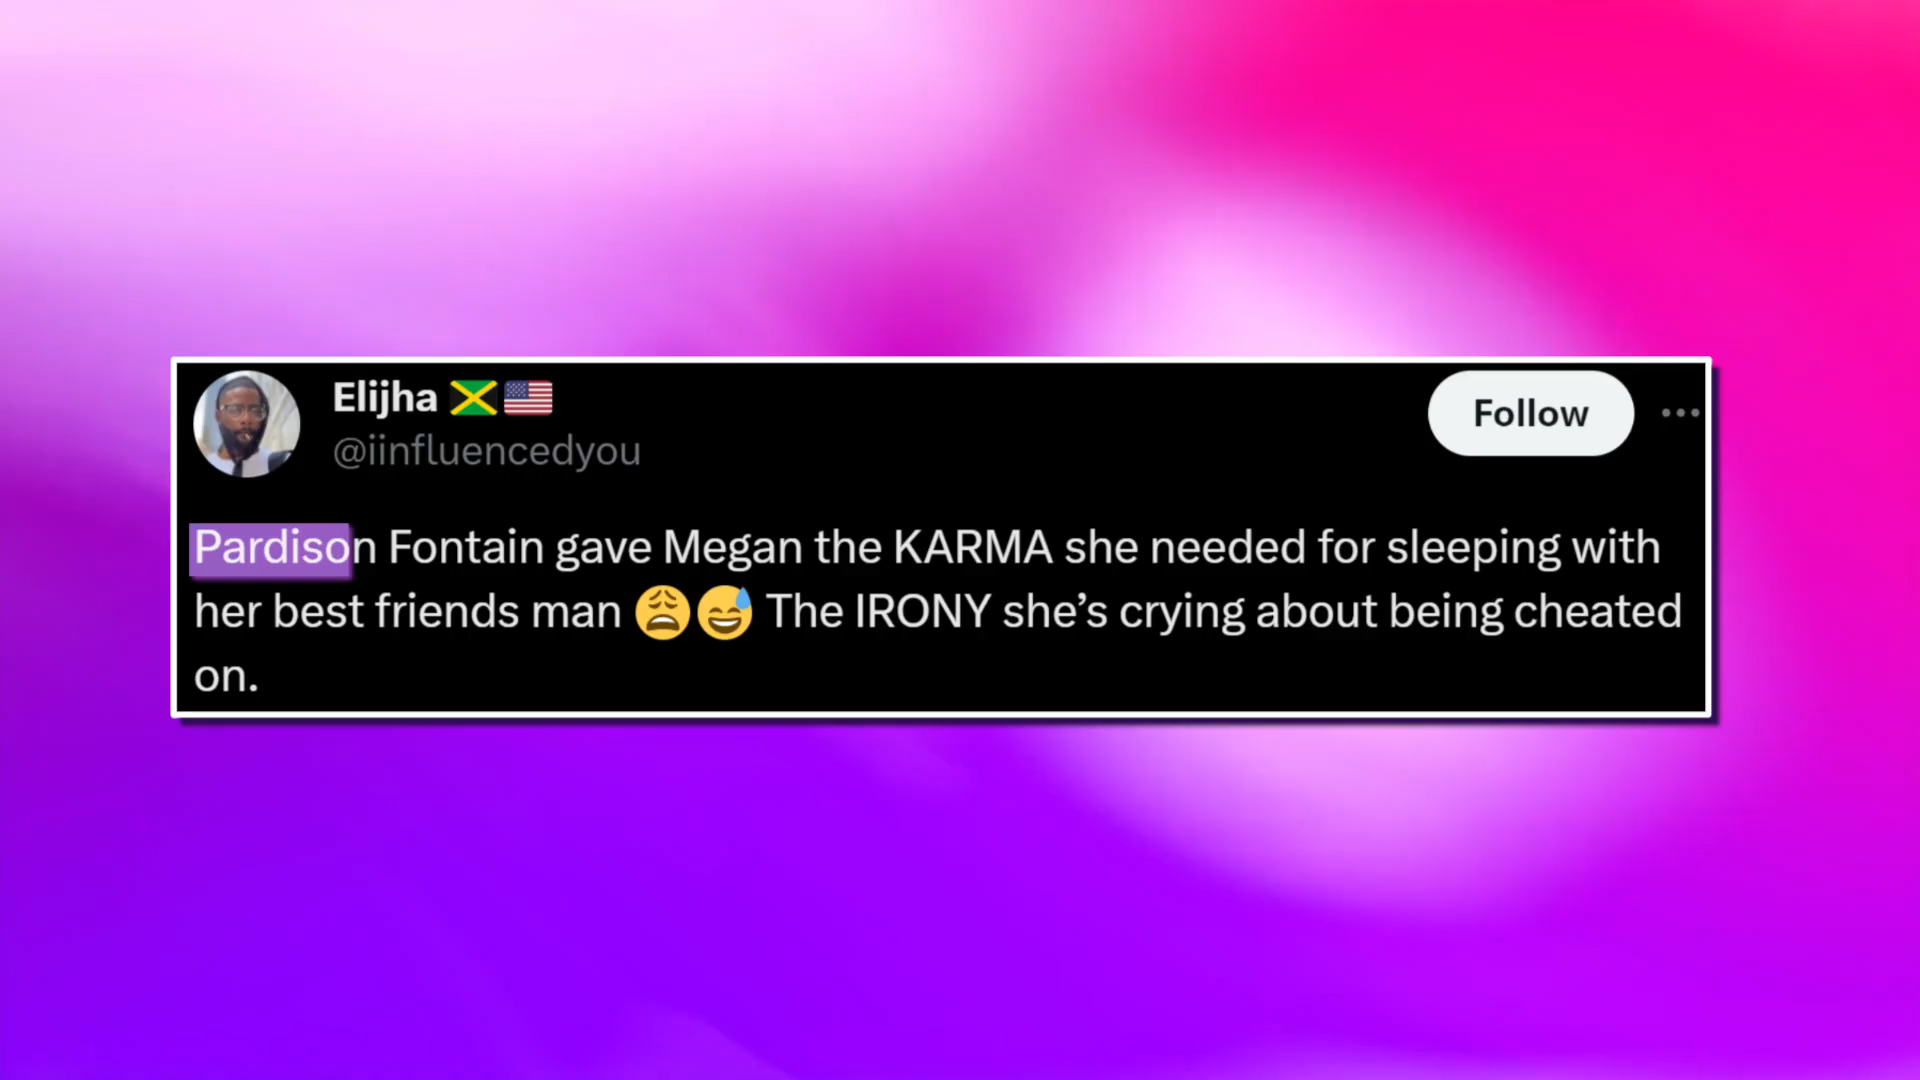 Elijha 🇯🇲🇺🇸
@iinfluencedyou
Follow
Pardison Fontain gave Megan the KARMA she needed for sleeping with
her best friends man 😩😅 The IRONY she’s crying about being cheated
on.